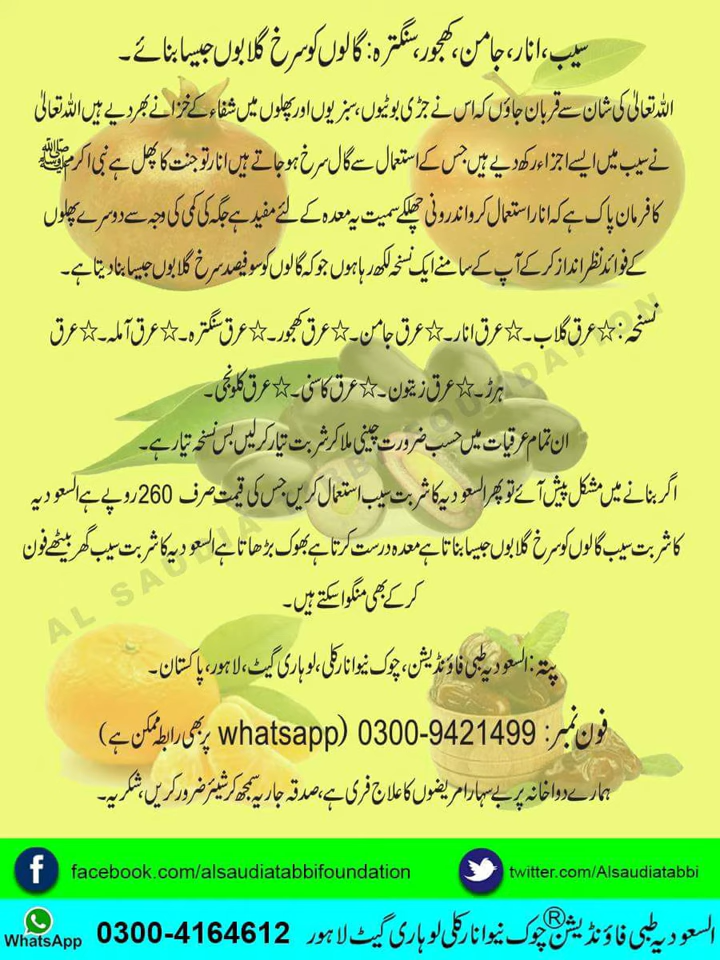 سیب، انار، جامن، کھجور، سنگترہ: گالوں کو سرخ گلابوں جیسا بنائے۔
اللہ تعالیٰ کی شان سے قربان جاؤں کہ اس نے جڑی بوٹیوں، سبزیوں اور پھلوں میں شفاء کے خزانے بھر دیے ہیں اللہ تعالیٰ
نے سیب میں ایسے اجزاء رکھ دیے ہیں جس کے استعمال سے گال سرخ ہو جاتے ہیں انار تو جنت کا پھل ہے نبی اکرم ﷺ
کا فرمان پاک ہے کہ انار استعمال کرو اندرونی چھلکے سمیت یہ معدہ کے لئے مفید ہے جگہ کی کمی کی وجہ سے دوسرے پھلوں
کے فوائد نظر انداز کر کے آپ کے سامنے ایک نسخہ لکھ رہا ہوں جو کہ گالوں کو سو فیصد سرخ گلابوں جیسا بنا دیتا ہے۔
نسخہ: ☆ عرق گلاب۔ ☆ عرق انار۔ ☆ عرق جامن۔ ☆ عرق کھجور۔ ☆ عرق سنگترہ۔ ☆ عرق آملہ۔ ☆ عرق
ہرڑ۔ ☆ عرق زیتون۔ ☆ عرق کاسنی۔ ☆ عرق کلونجی۔
ان تمام عرقیات میں حسب ضرورت چینی ملا کر شربت تیار کر لیں بس نسخہ تیار ہے۔
اگر بنانے میں مشکل پیش آئے تو پھر السعودیہ کا شربت سیب استعمال کریں جس کی قیمت صرف 260 روپے ہے السعودیہ
کا شربت سیب گالوں کو سرخ گلابوں جیسا بناتا ہے معدہ درست کرتا ہے بھوک بڑھاتا ہے السعودیہ کا شربت سیب گھر بیٹھے فون
کر کے بھی منگوا سکتے ہیں۔
پتہ: السعودیہ طبی فاؤنڈیشن، چوک نیو انار کلی، لوہاری گیٹ، لاہور، پاکستان۔
فون نمبر: 0300-9421499 (whatsapp پر بھی رابطہ ممکن ہے)
ہمارے دواخانہ پر بے سہارا مریضوں کا علاج فری ہے، صدقہ جاریہ سمجھ کر شیئر ضرور کریں، شکریہ۔
facebook.com/alsaudiatabbifoundation
twitter.com/Alsaudiatabbi
السعودیہ طبی فاؤنڈیشن® چوک نیو انار کلی لوہاری گیٹ لاہور 0300-4164612 WhatsApp